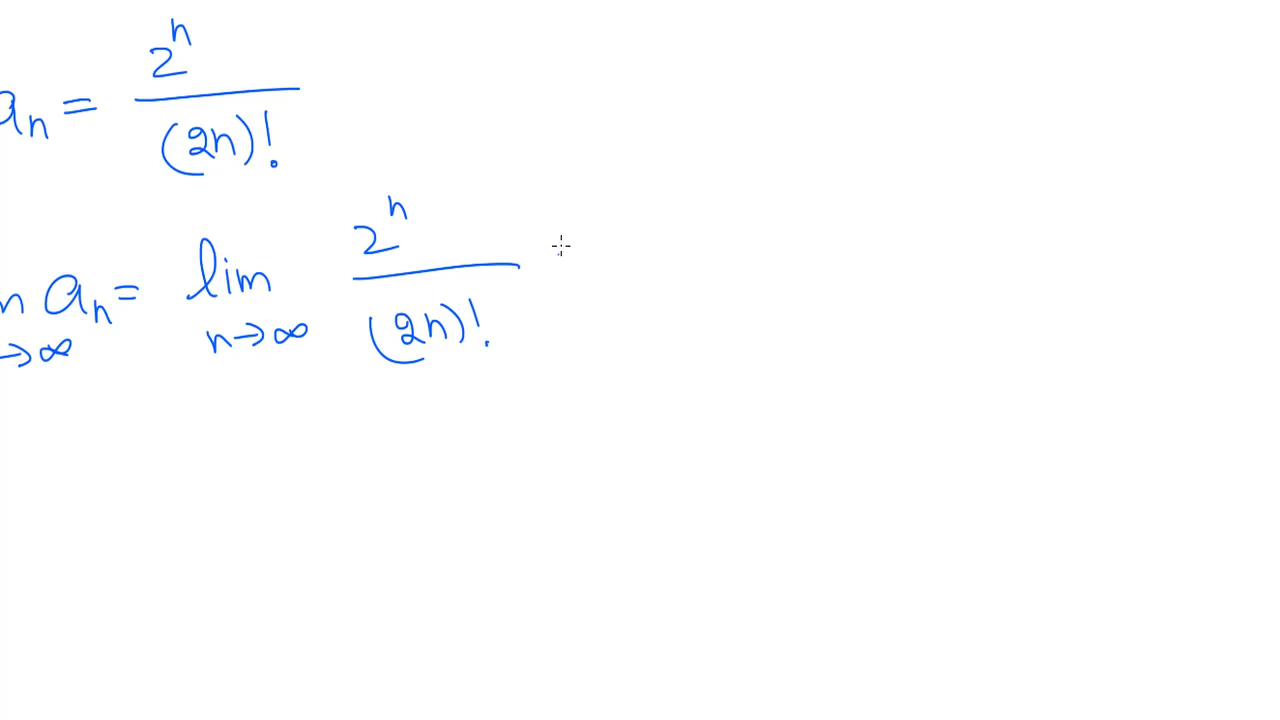 aₙ = 2ⁿ / (2n)!
n aₙ = lim 2ⁿ / (2n)!
→∞ n→∞